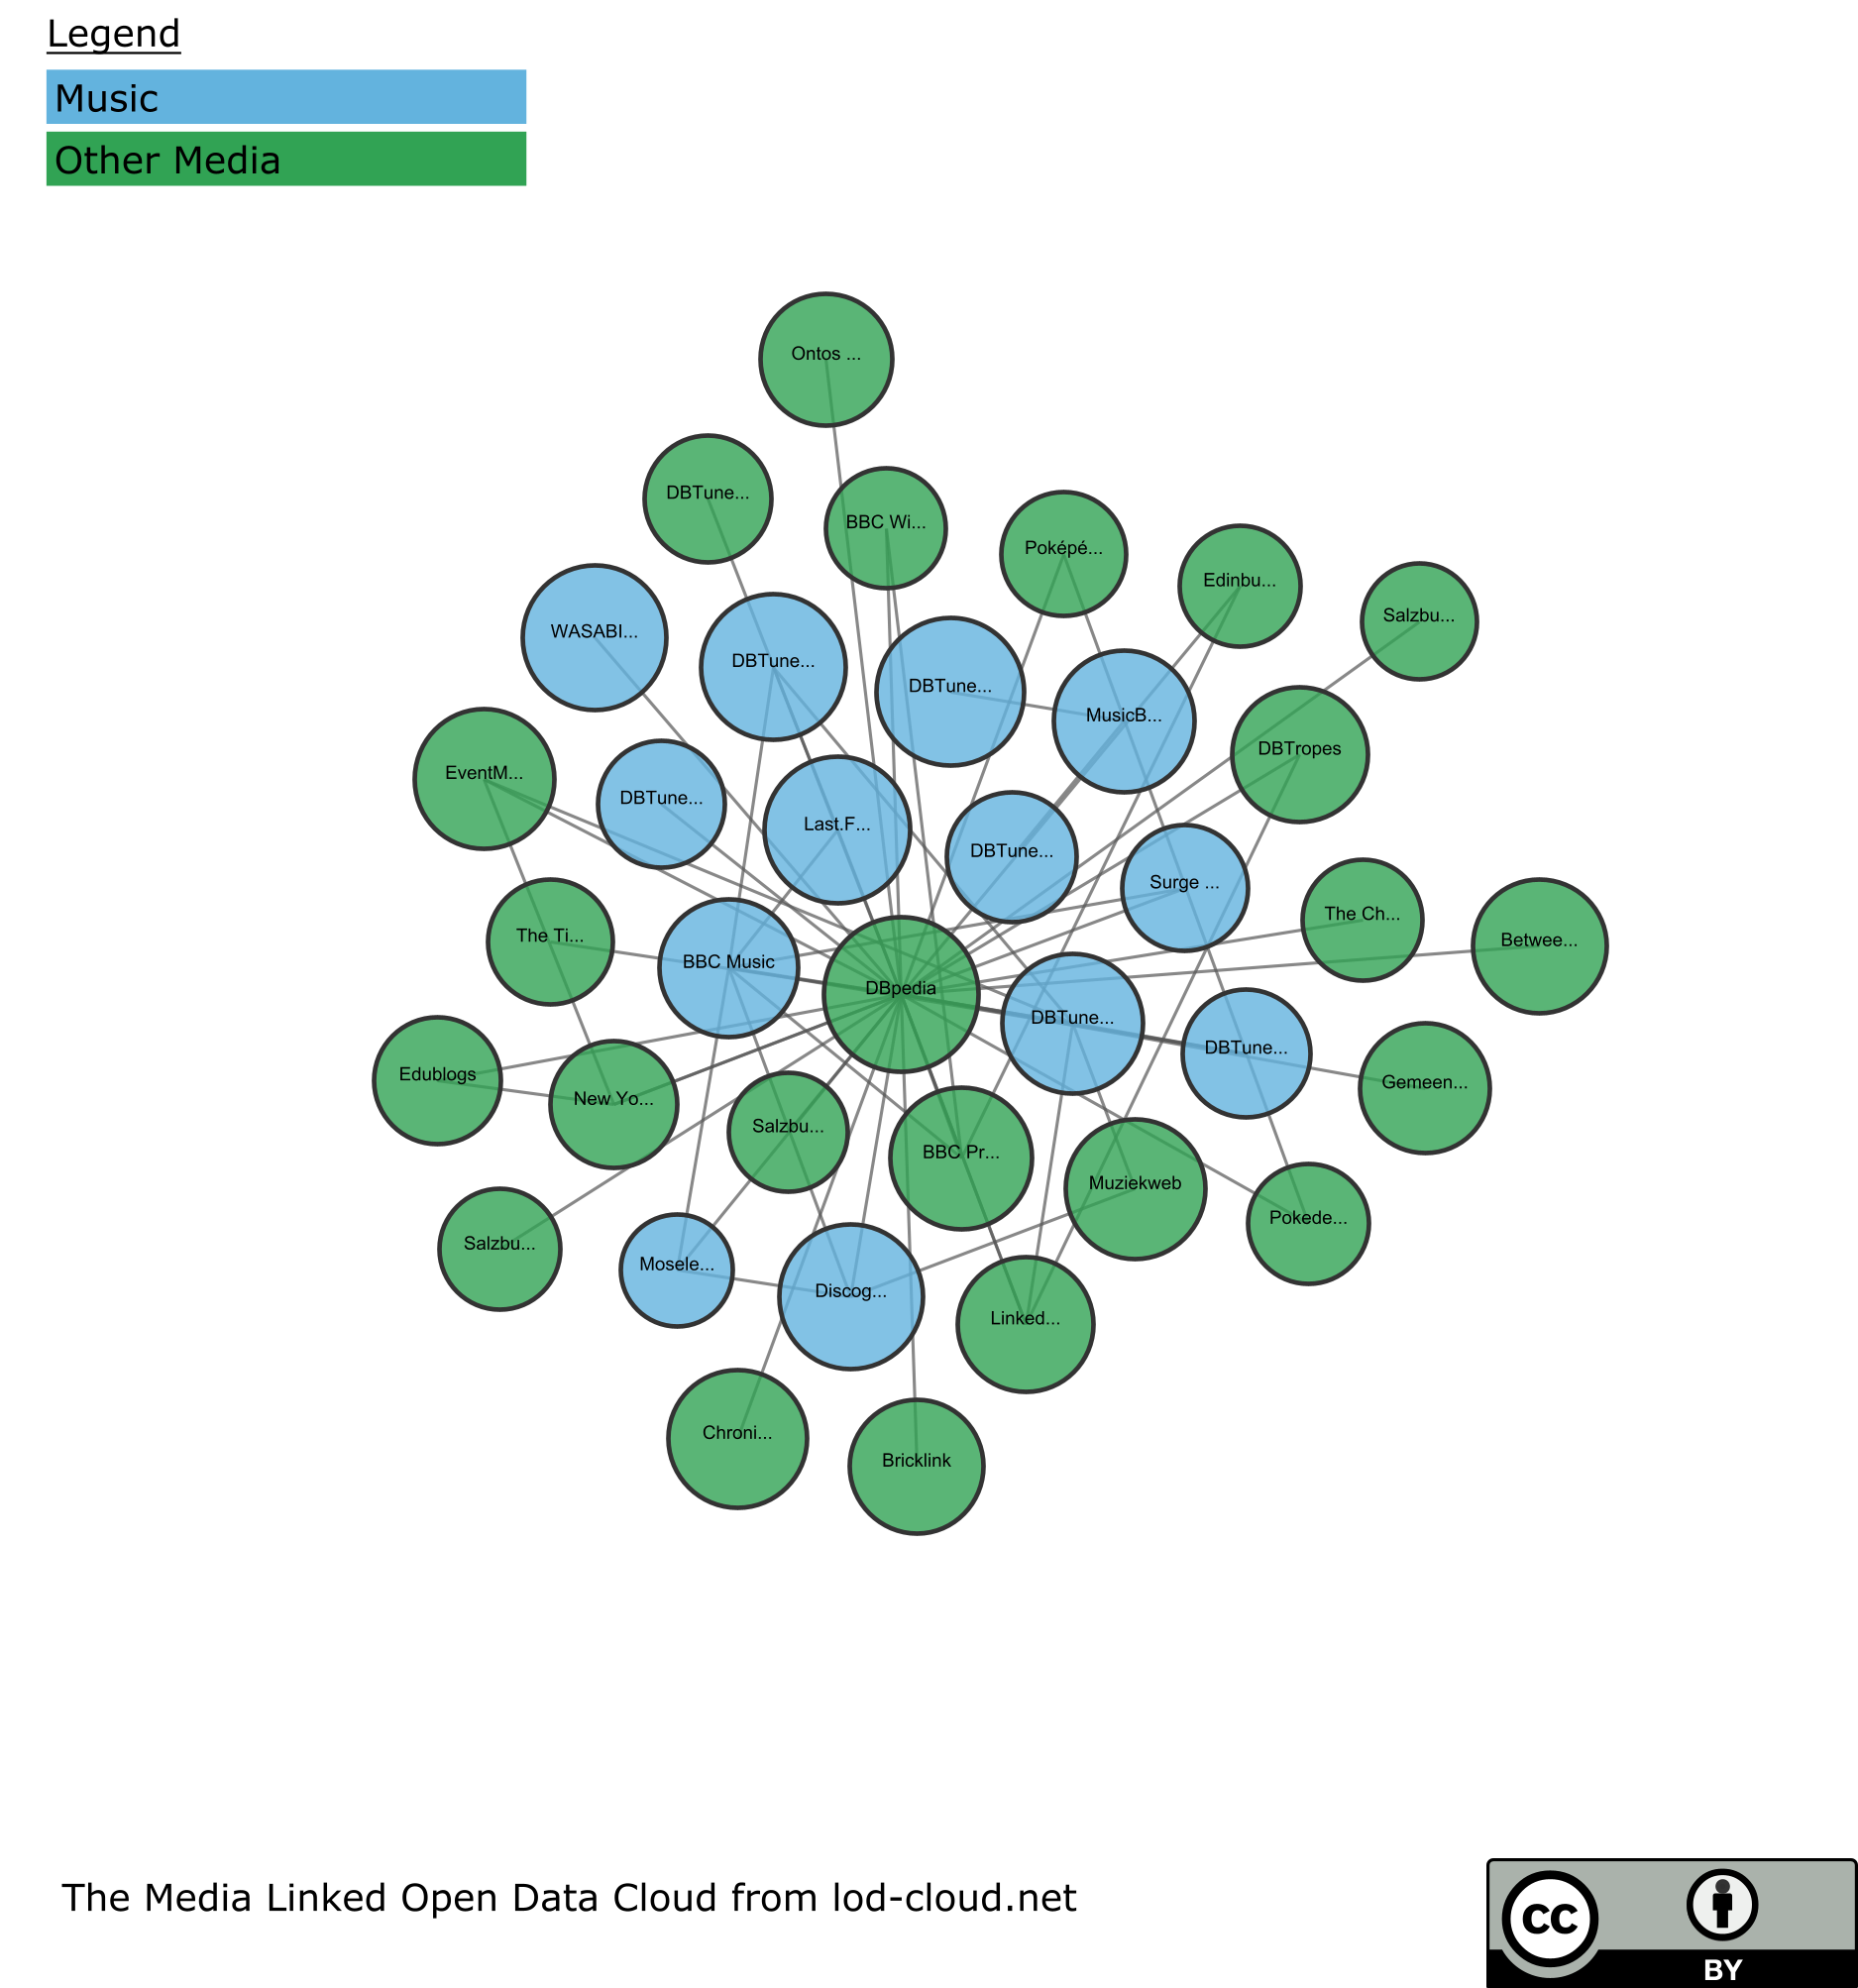 Legend
Music
Other Media
Ontos ...
DBTune...
BBC Wi...
Poképé...
Edinbu...
Salzbu...
WASABI...
DBTune...
DBTune...
MusicB...
DBTropes
EventM...
DBTune...
Last.F...
DBTune...
Surge ...
The Ch...
Betwee...
The Ti...
BBC Music
DBpedia
DBTune...
DBTune...
Gemeen...
Edublogs
New Yo...
Salzbu...
BBC Pr...
Muziekweb
Pokede...
Salzbu...
Mosele...
Discog...
Linked...
Chroni...
Bricklink
The Media Linked Open Data Cloud from lod-cloud.net
cc
BY